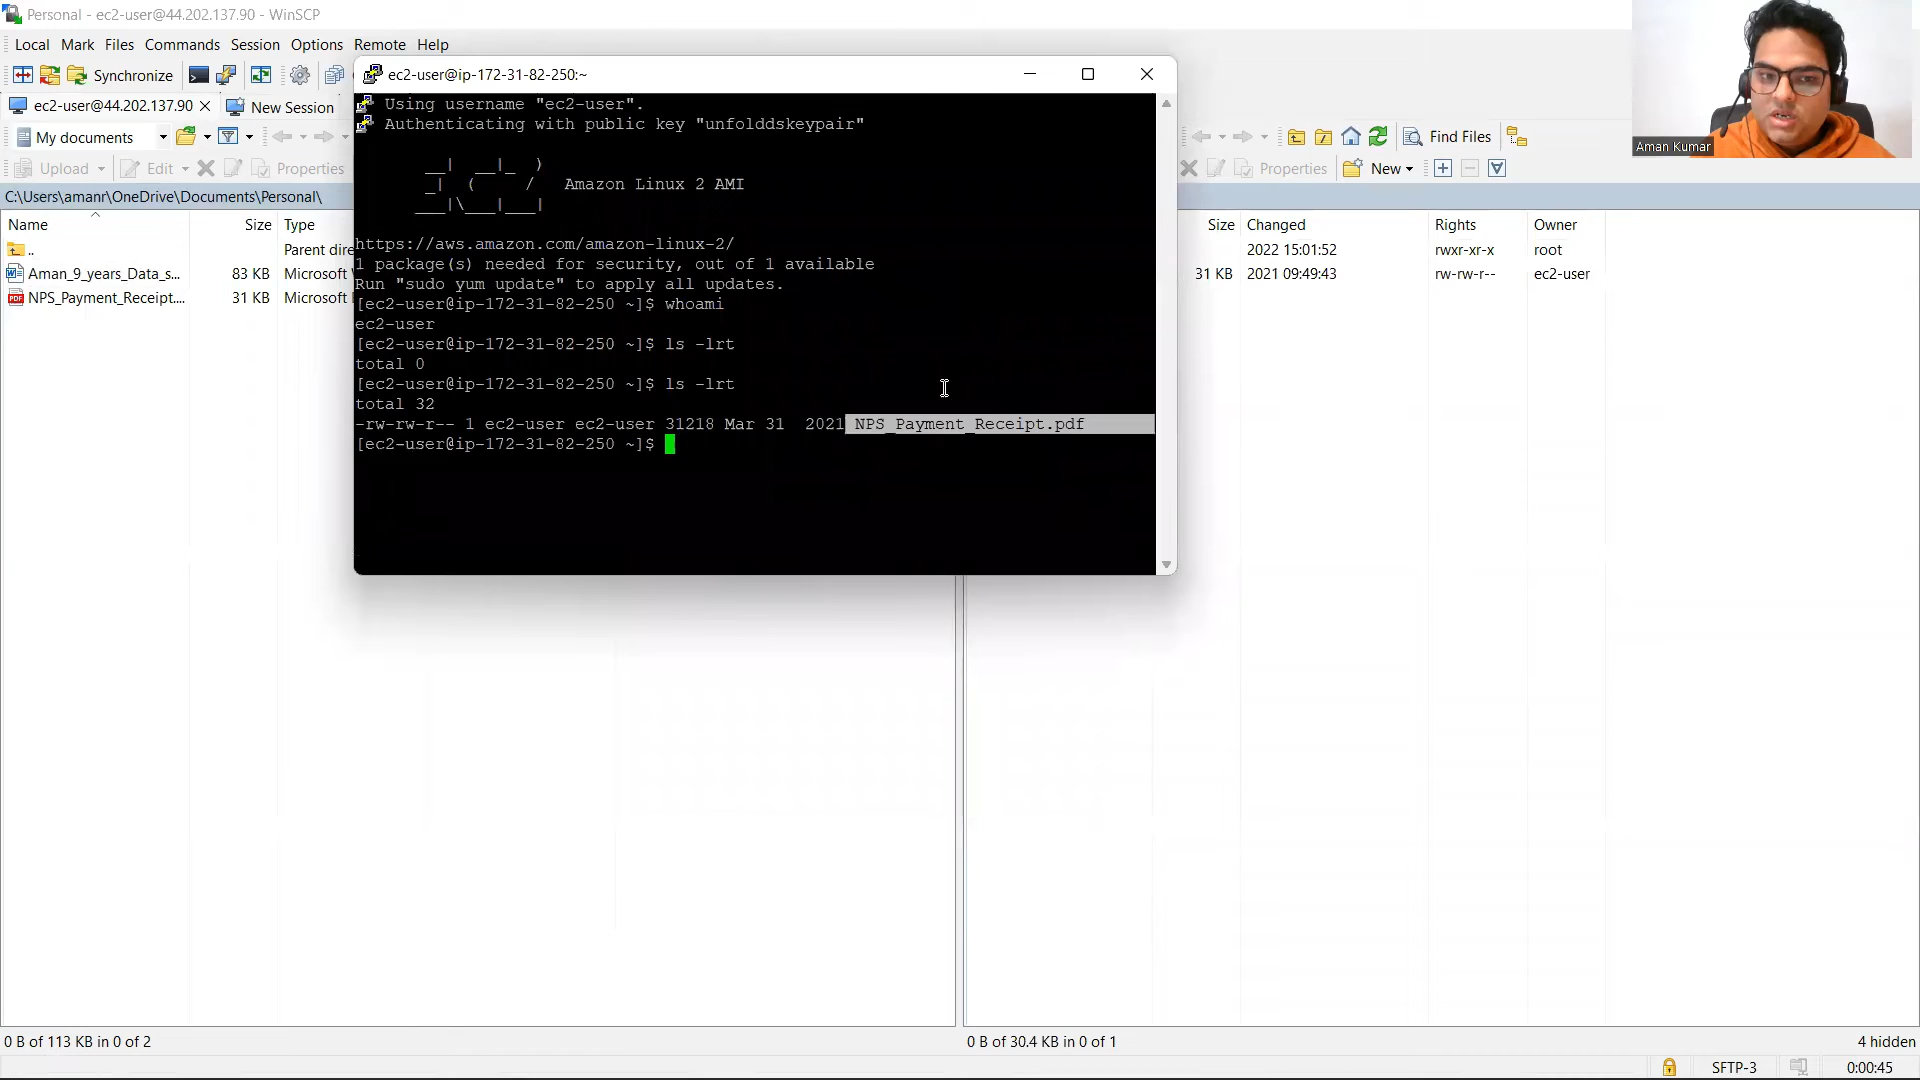 Personal - ec2-user@44.202.137.90 - WinSCP
Local Mark Files Commands Session Options Remote Help
Synchronize
ec2-user@44.202.137.90
New Session
My documents
Find Files
Upload
Edit
Properties
Properties
New
C:\Users\amanr\OneDrive\Documents\Personal\
Name Size Type
.. Parent dire
Aman_9_years_Data_s... 83 KB Microsoft
NPS_Payment_Receipt.... 31 KB Microsoft
ec2-user@ip-172-31-82-250:~
Using username "ec2-user".
Authenticating with public key "unfolddskeypair"
__| __|_ )
_| ( /
Amazon Linux 2 AMI
___|\___|___|
https://aws.amazon.com/amazon-linux-2/
1 package(s) needed for security, out of 1 available
Run "sudo yum update" to apply all updates.
[ec2-user@ip-172-31-82-250 ~]$ whoami
ec2-user
[ec2-user@ip-172-31-82-250 ~]$ ls -lrt
total 0
[ec2-user@ip-172-31-82-250 ~]$ ls -lrt
total 32
-rw-rw-r-- 1 ec2-user ec2-user 31218 Mar 31 2021 NPS_Payment_Receipt.pdf
[ec2-user@ip-172-31-82-250 ~]$
Size Changed Rights Owner
2022 15:01:52 rwxr-xr-x root
31 KB 2021 09:49:43 rw-rw-r-- ec2-user
Aman Kumar
0 B of 113 KB in 0 of 2
0 B of 30.4 KB in 0 of 1
4 hidden
SFTP-3
0:00:45